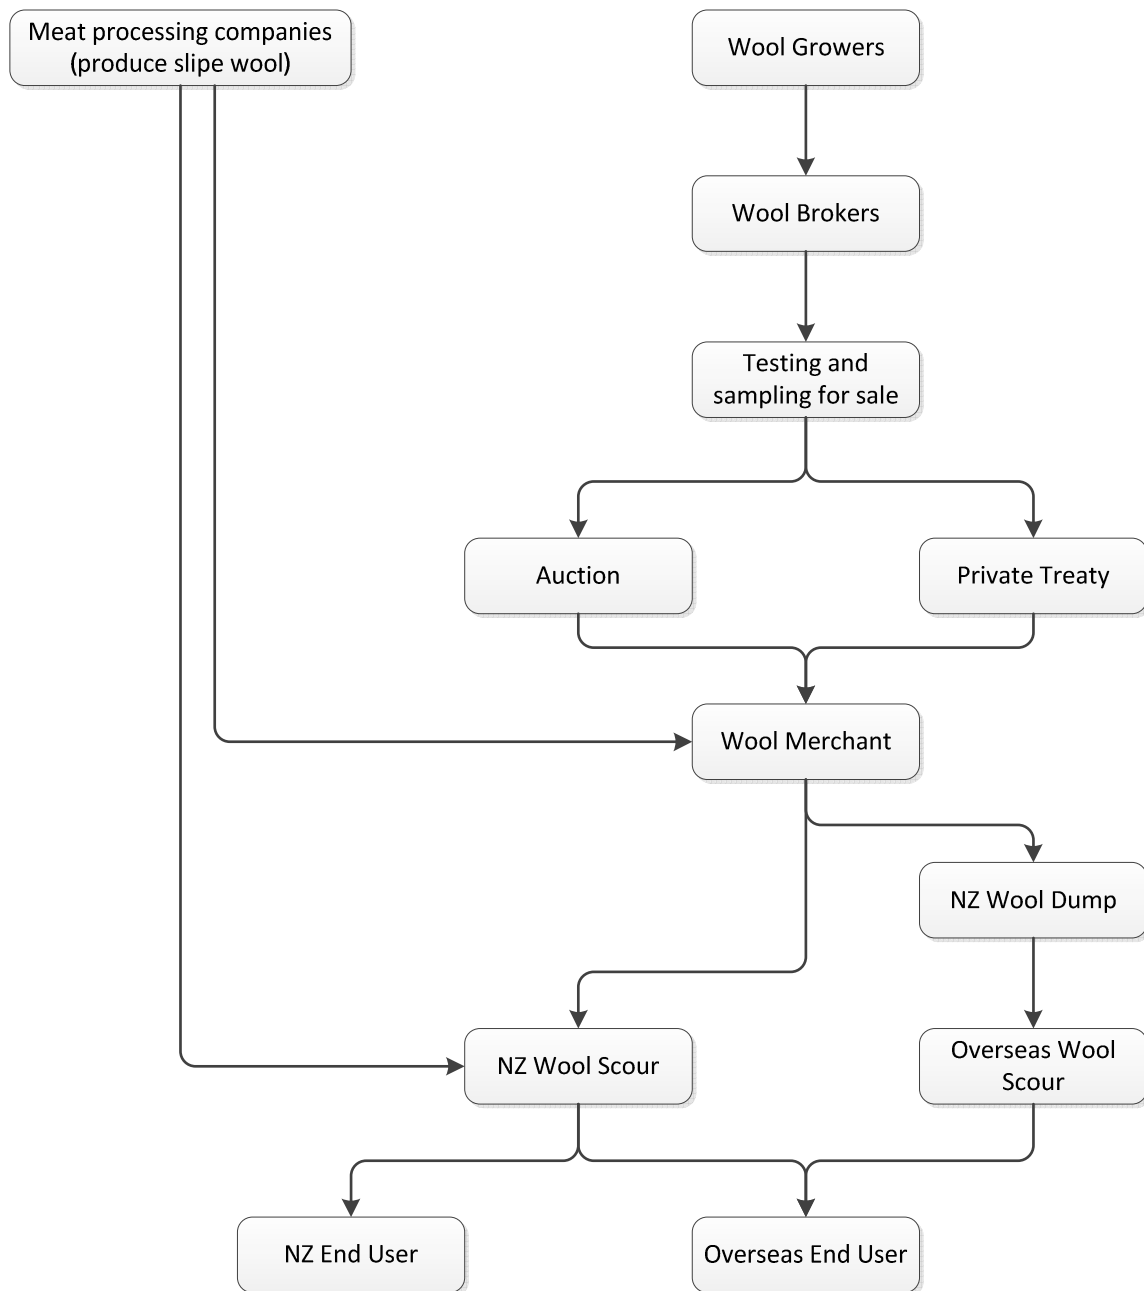 Meat processing companies
(produce slipe wool)
Wool Growers
Wool Brokers
Testing and
sampling for sale
Auction
Private Treaty
Wool Merchant
NZ Wool Dump
NZ Wool Scour
Overseas Wool
Scour
NZ End User
Overseas End User